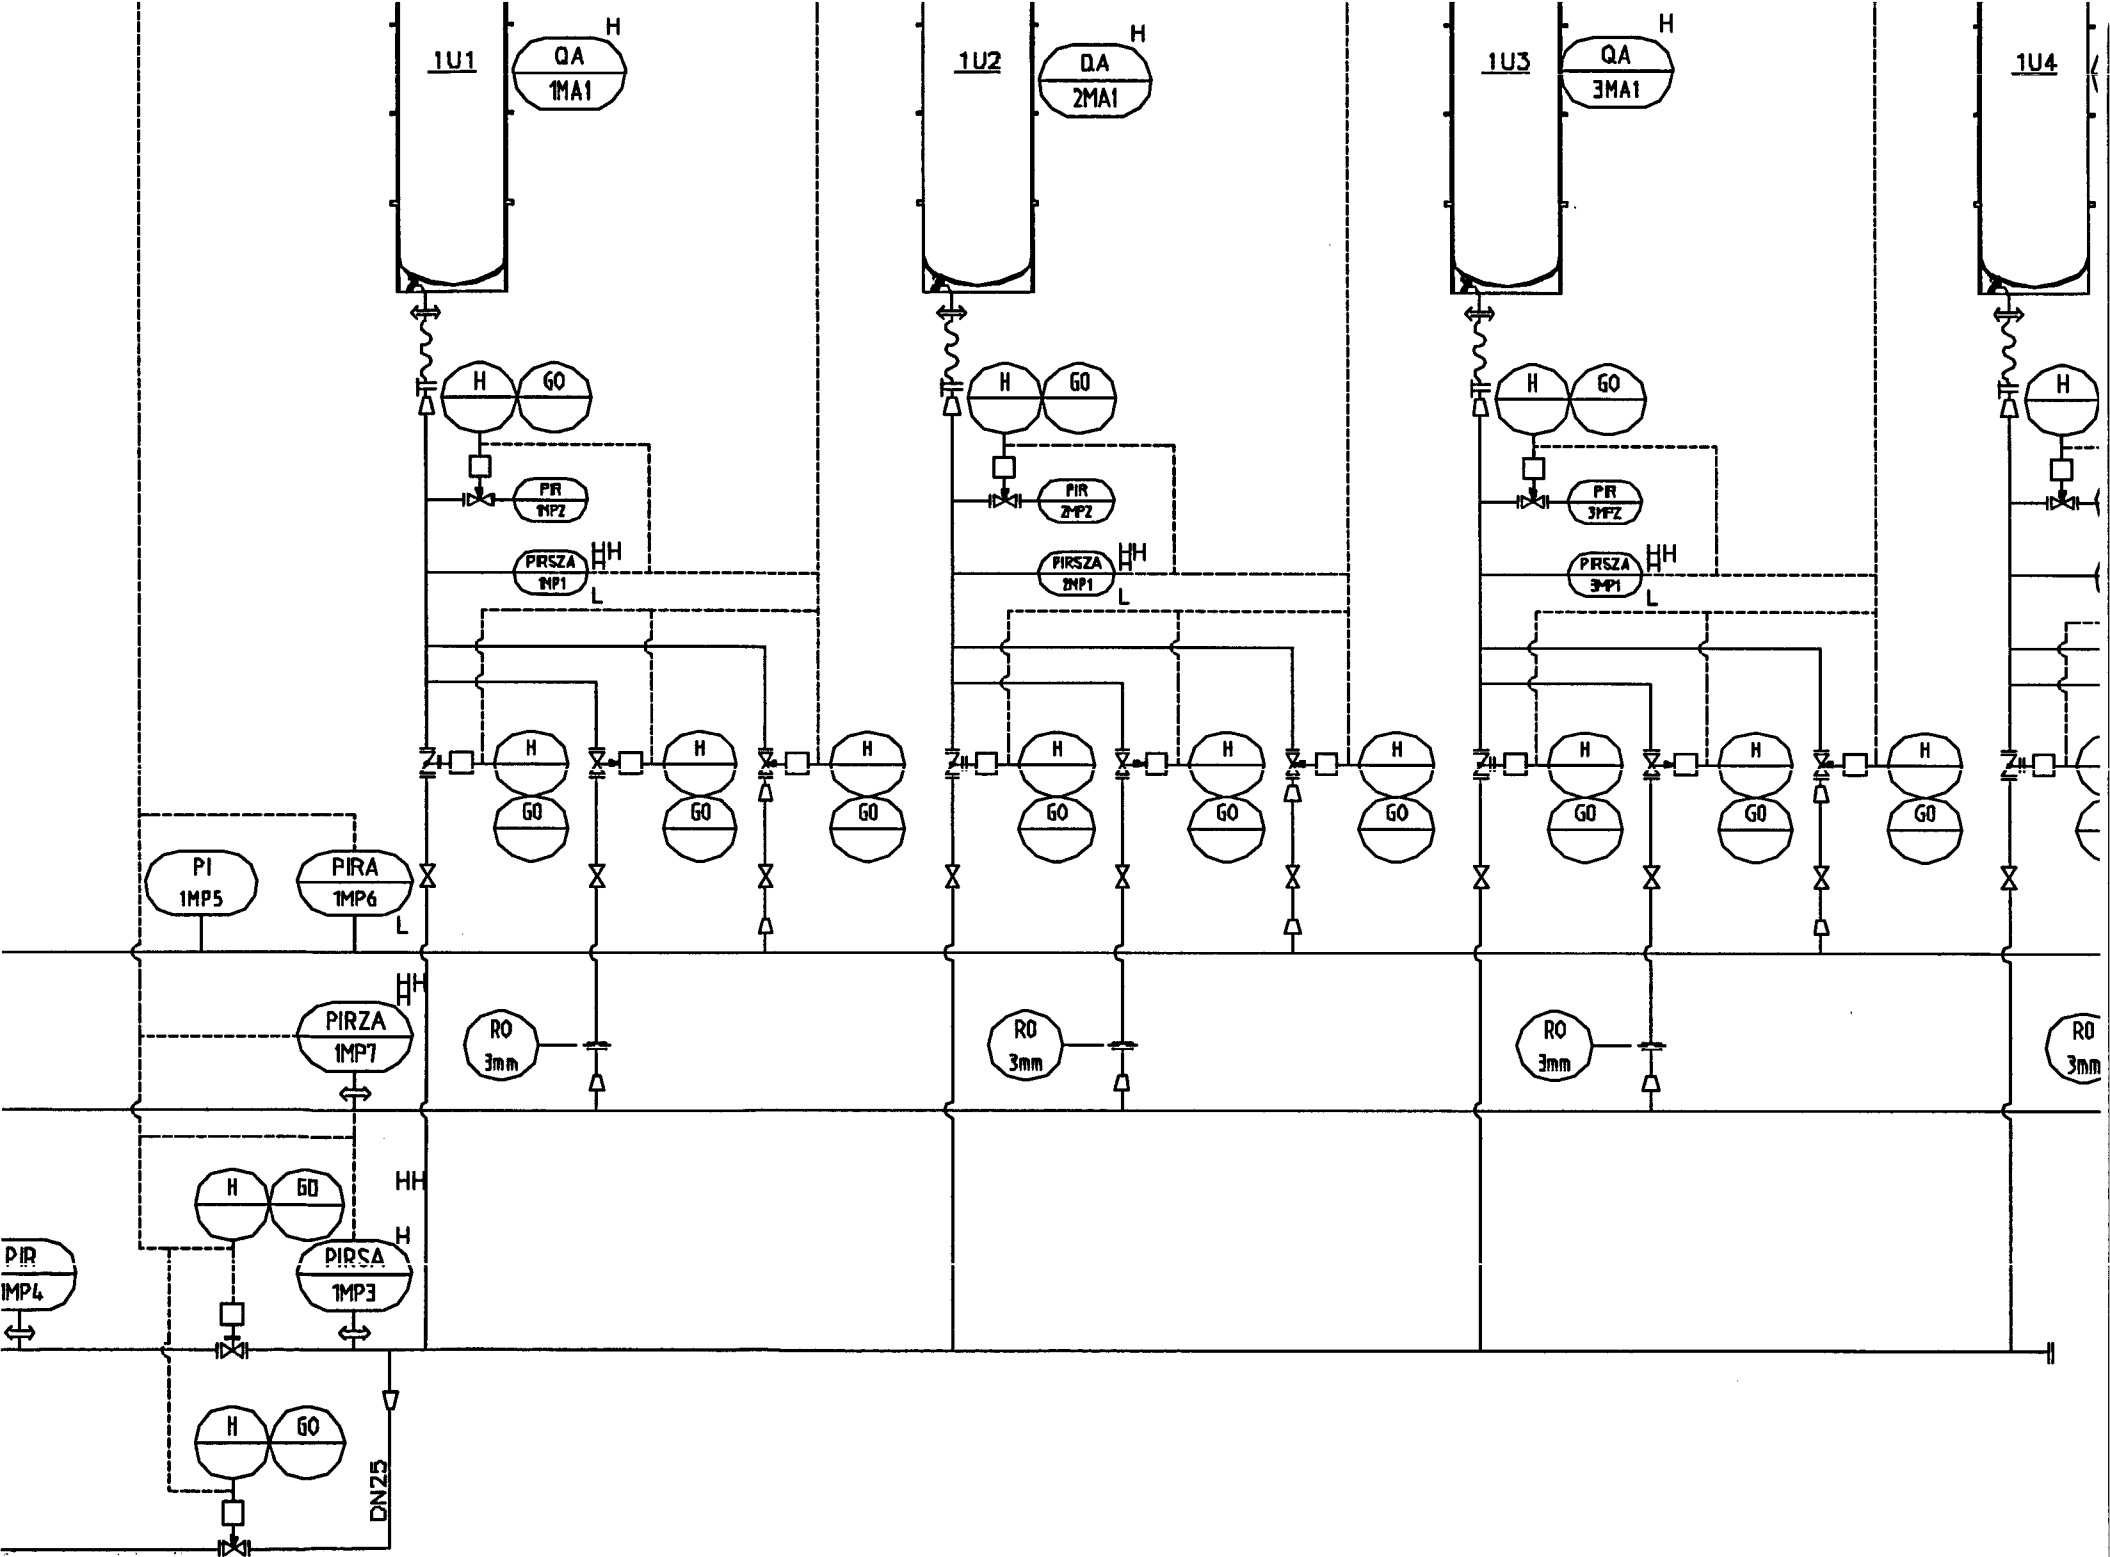 H
H
H
1U1
QA
1MA1
1U2
QA
2MA1
1U3
QA
3MA1
1U4
H
GO
H
GO
H
GO
H
PIR
1MP2
PIR
2MP2
PIR
3MP2
PIRSZA
1MP1
HH
H
L
PIRSZA
2MP1
HH
H
L
PIRSZA
3MP1
HH
H
L
H
H
H
H
H
H
H
H
H
GO
GO
GO
GO
GO
GO
GO
GO
GO
PI
1MP5
PIRA
1MP6
L
HH
H
PIRZA
1MP7
RO
3mm
RO
3mm
RO
3mm
RO
3mm
H
GO
HH
H
PIR
1MP4
PIRSA
1MP3
H
GO
DN25